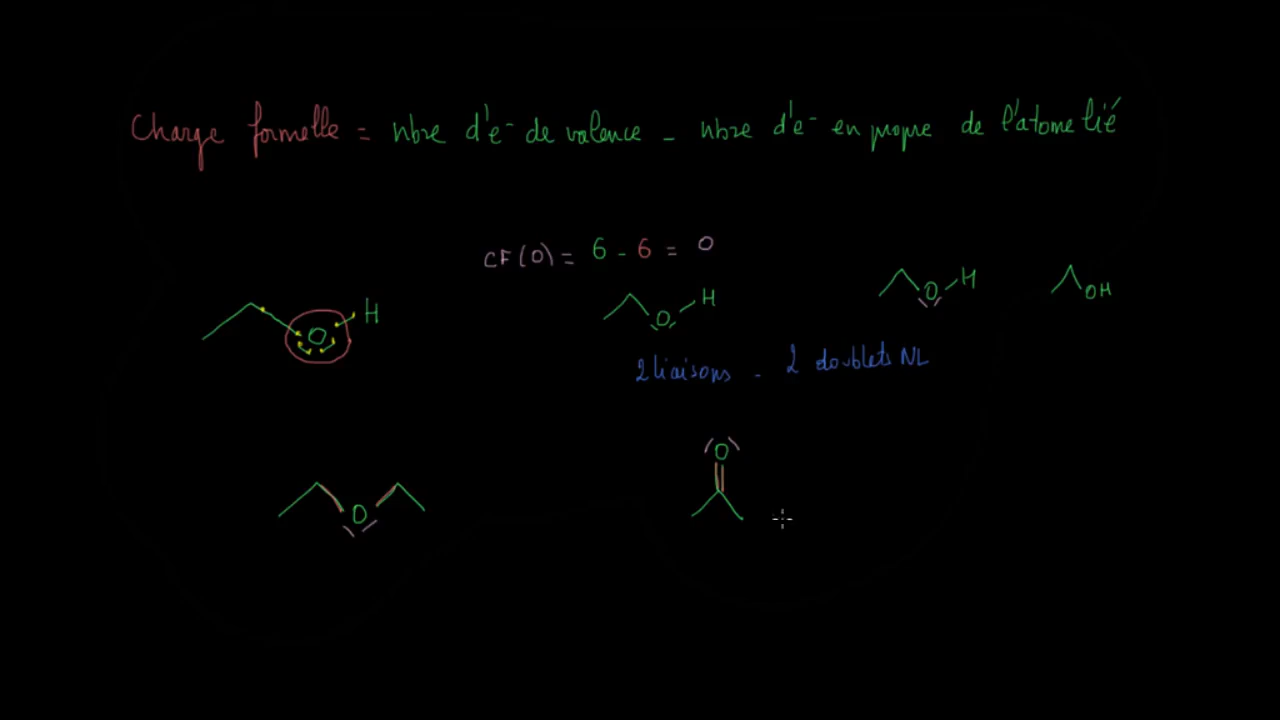 Charge formelle = nbre d'e- de valence - nbre d'e- en propre de l'atome lié
CF(O) = 6 - 6 = 0
O H
O H
O H
OH
2 liaisons - 2 doublets NL
O
O